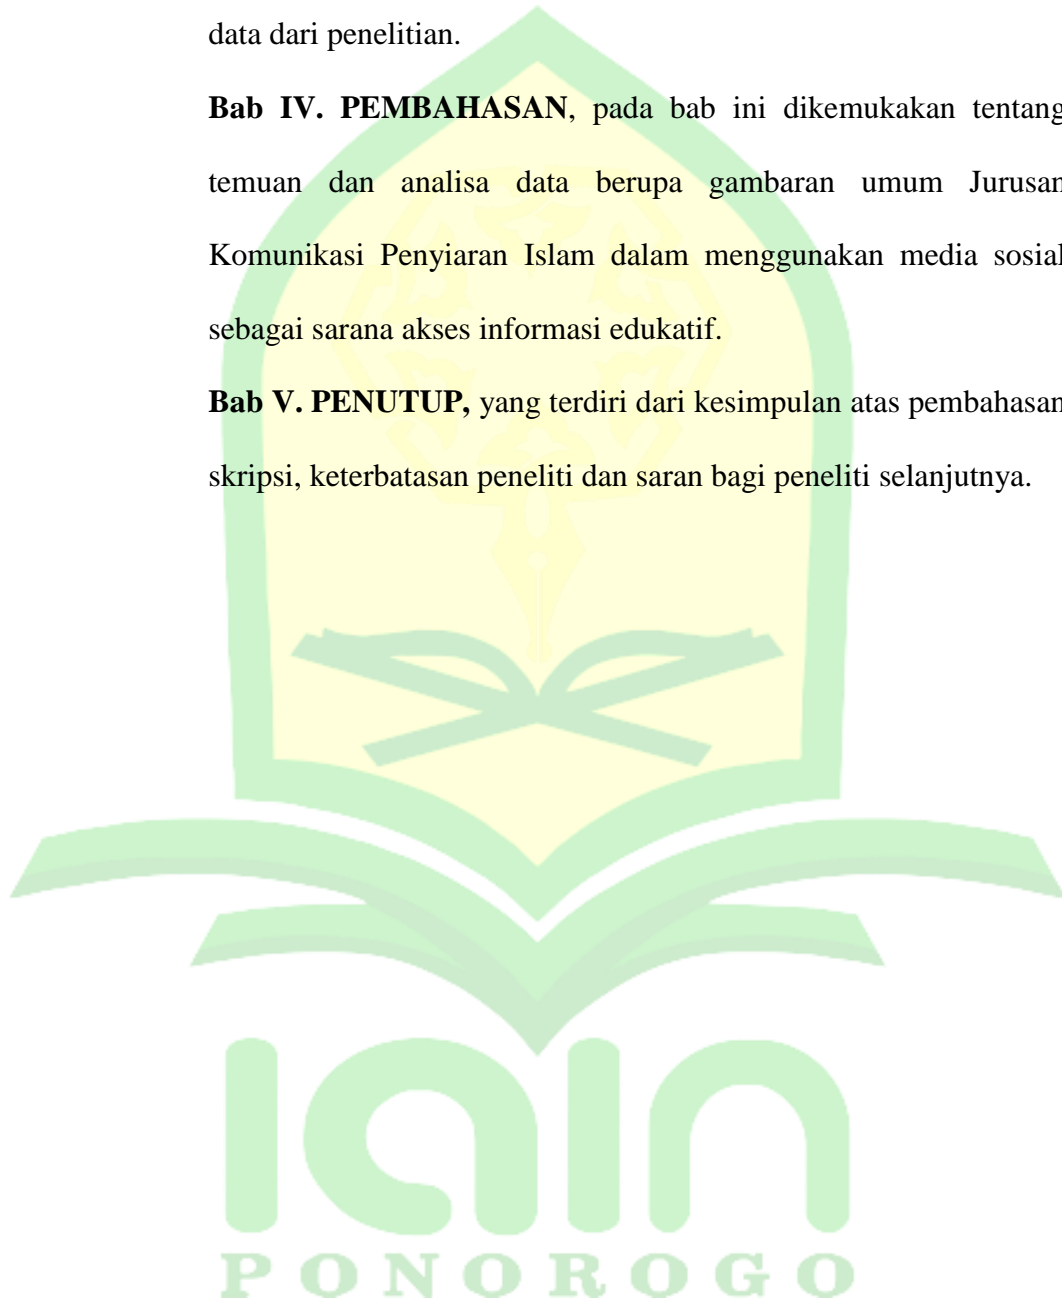 data dari penelitian.
Bab IV. PEMBAHASAN, pada bab ini dikemukakan tentang
temuan dan analisa data berupa gambaran umum Jurusan
Komunikasi Penyiaran Islam dalam menggunakan media sosial
sebagai sarana akses informasi edukatif.
Bab V. PENUTUP, yang terdiri dari kesimpulan atas pembahasan
skripsi, keterbatasan peneliti dan saran bagi peneliti selanjutnya.
iain
PONOROGO